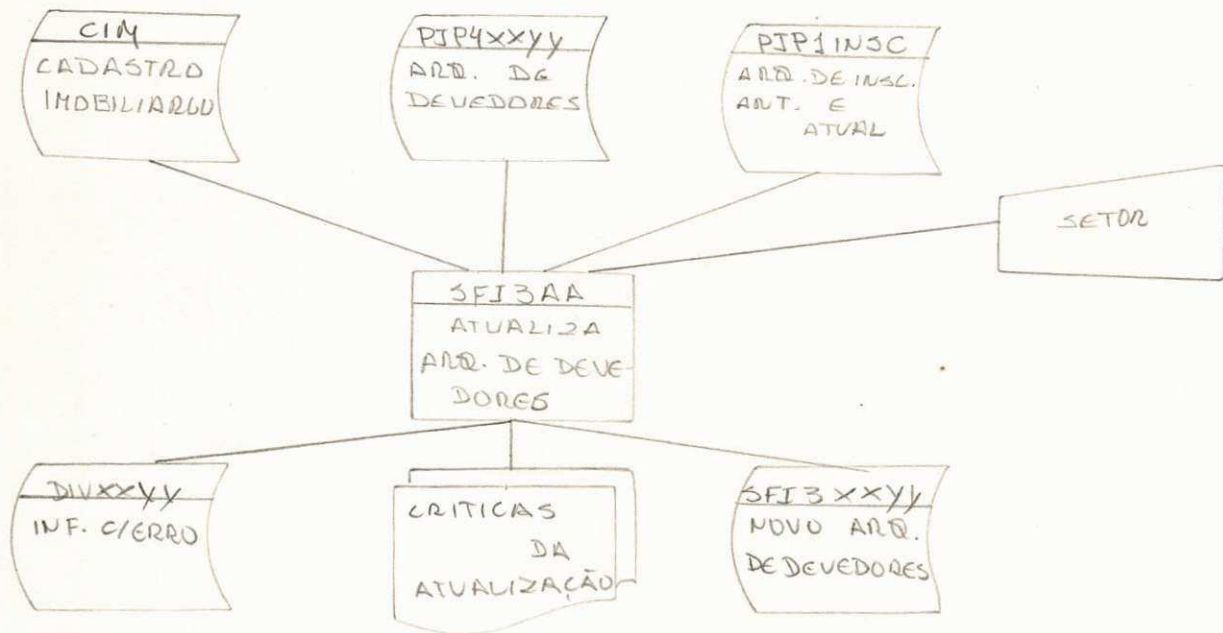 CIM
CADASTRO
IMOBILIARIO
PJP4XXYY
ARQ. DE
DEVEDORES
PJP1INSC
ARQ. DE INSC.
ANT. E
ATUAL
SETOR
SFI3AA
ATUALIZA
ARQ. DE DEVE-
DORES
DIVXXYY
INF. C/ERRO
CRITICAS
DA
ATUALIZAÇÃO
SFI3XXYY
NOVO ARQ.
DE DEVEDORES